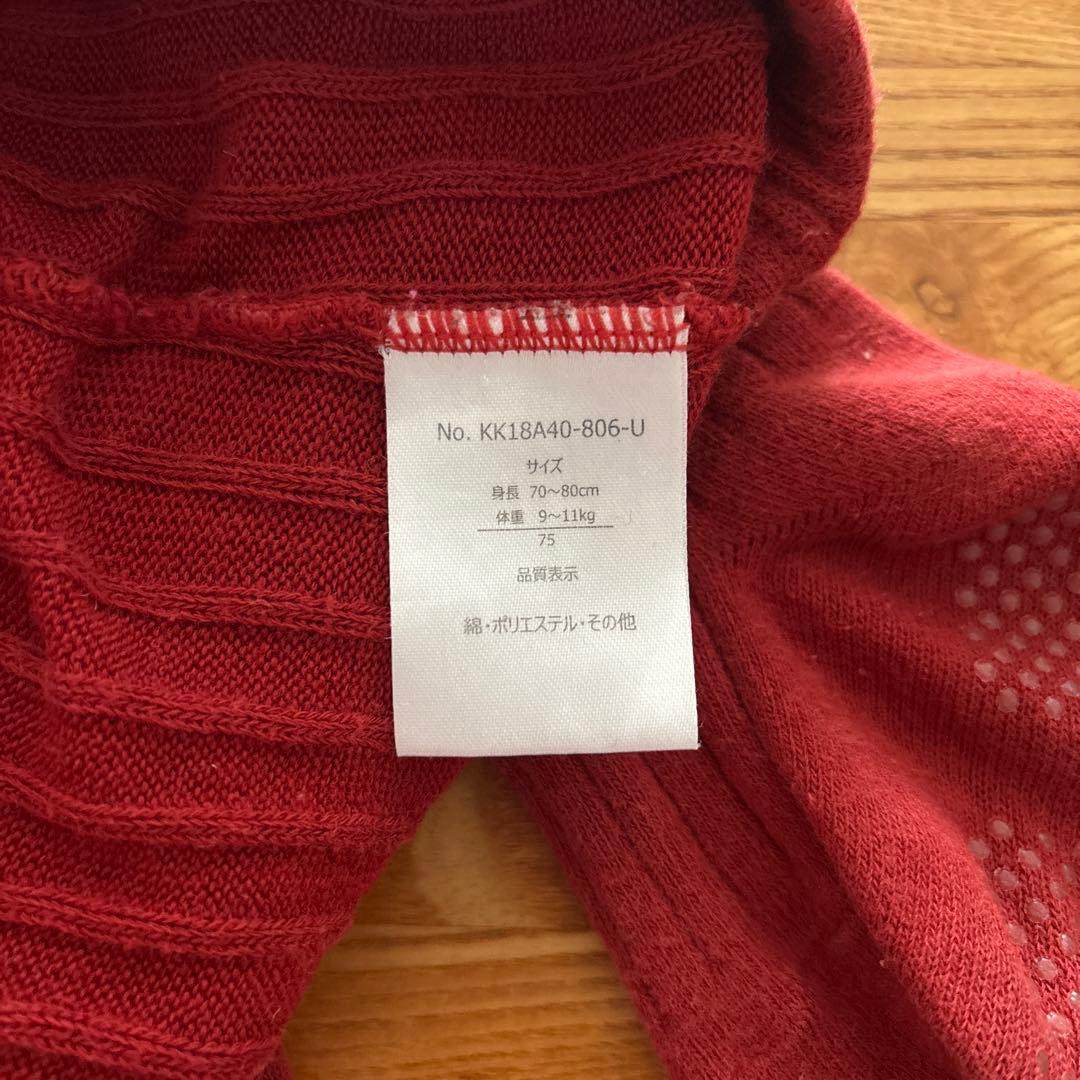 No. KK18A40-806-U
サイズ
身長 70～80cm
体重 9～11kg
75
品質表示
綿・ポリエステル・その他